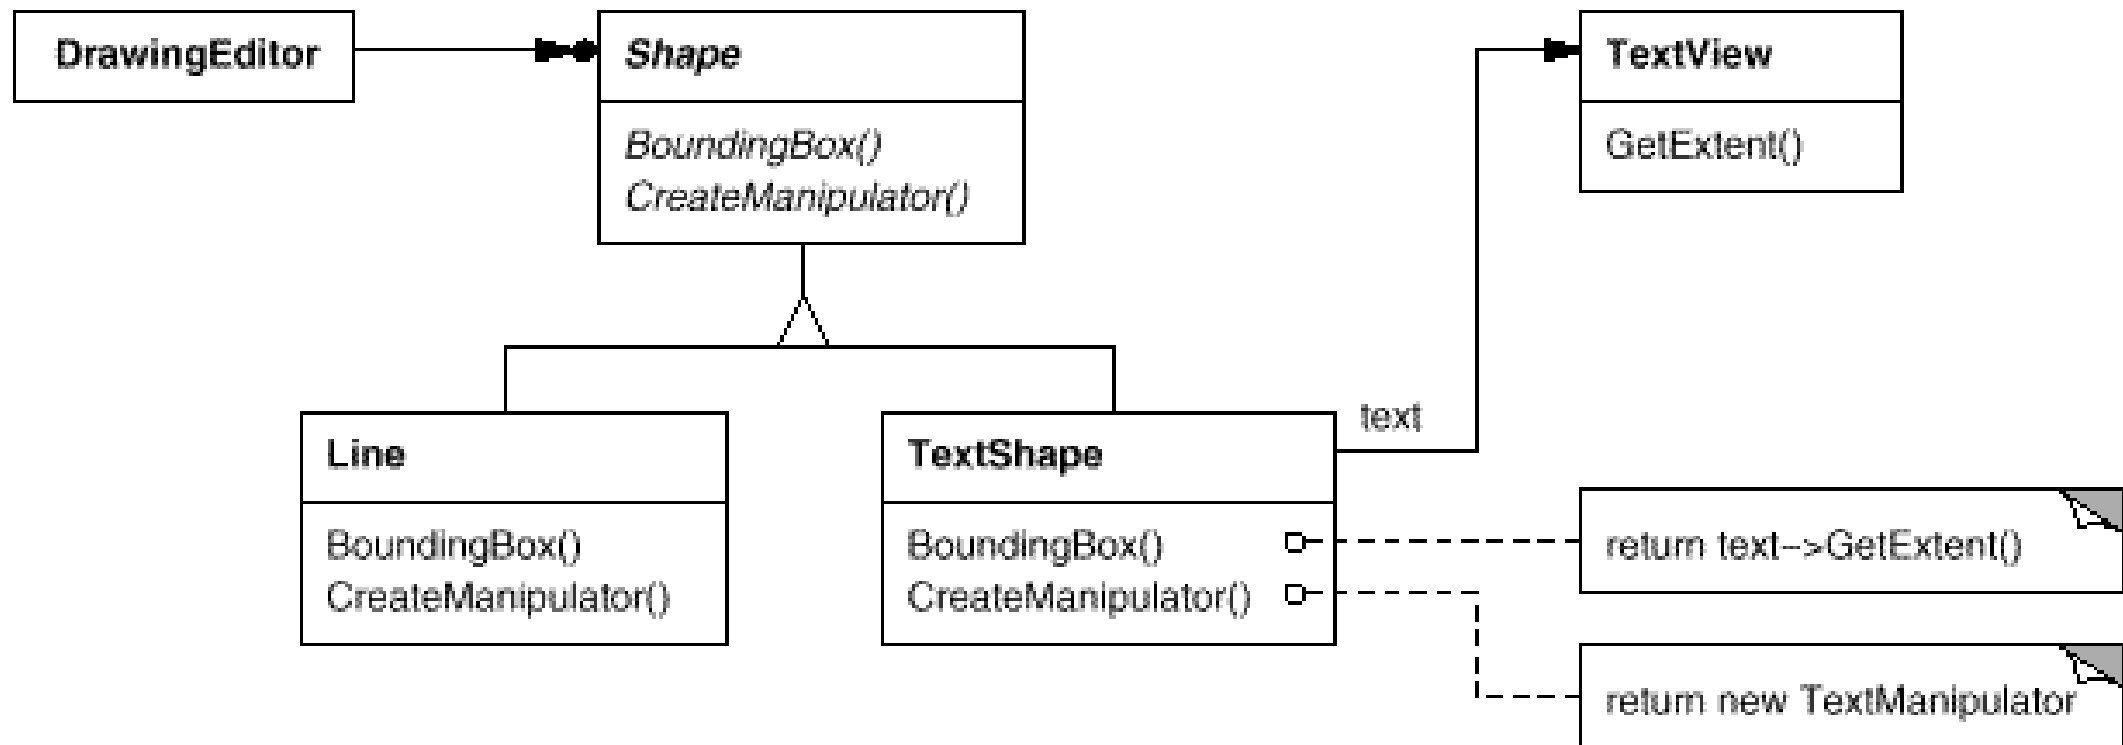 DrawingEditor
Shape
BoundingBox()
CreateManipulator()
TextView
GetExtent()
Line
BoundingBox()
CreateManipulator()
TextShape
BoundingBox()
CreateManipulator()
text
return text-->GetExtent()
return new TextManipulator